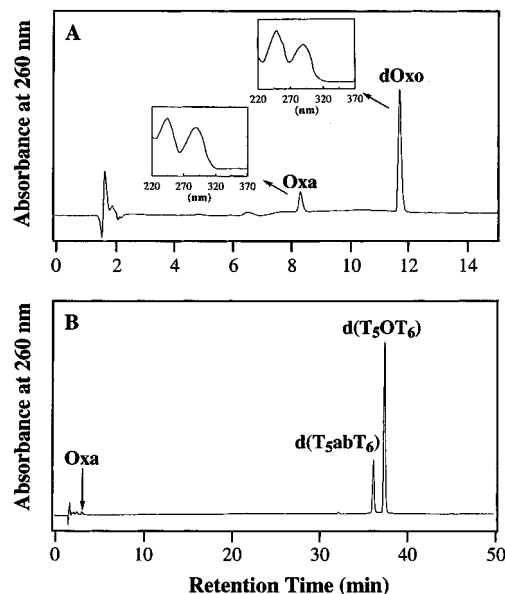 A
Absorbance at 260 nm
220 270 320 370
(nm)
dOxo
220 270 320 370
(nm)
Oxa
0 2 4 6 8 10 12 14
B
Absorbance at 260 nm
d(T₅OT₆)
d(T₅abT₆)
Oxa
0 10 20 30 40 50
Retention Time (min)